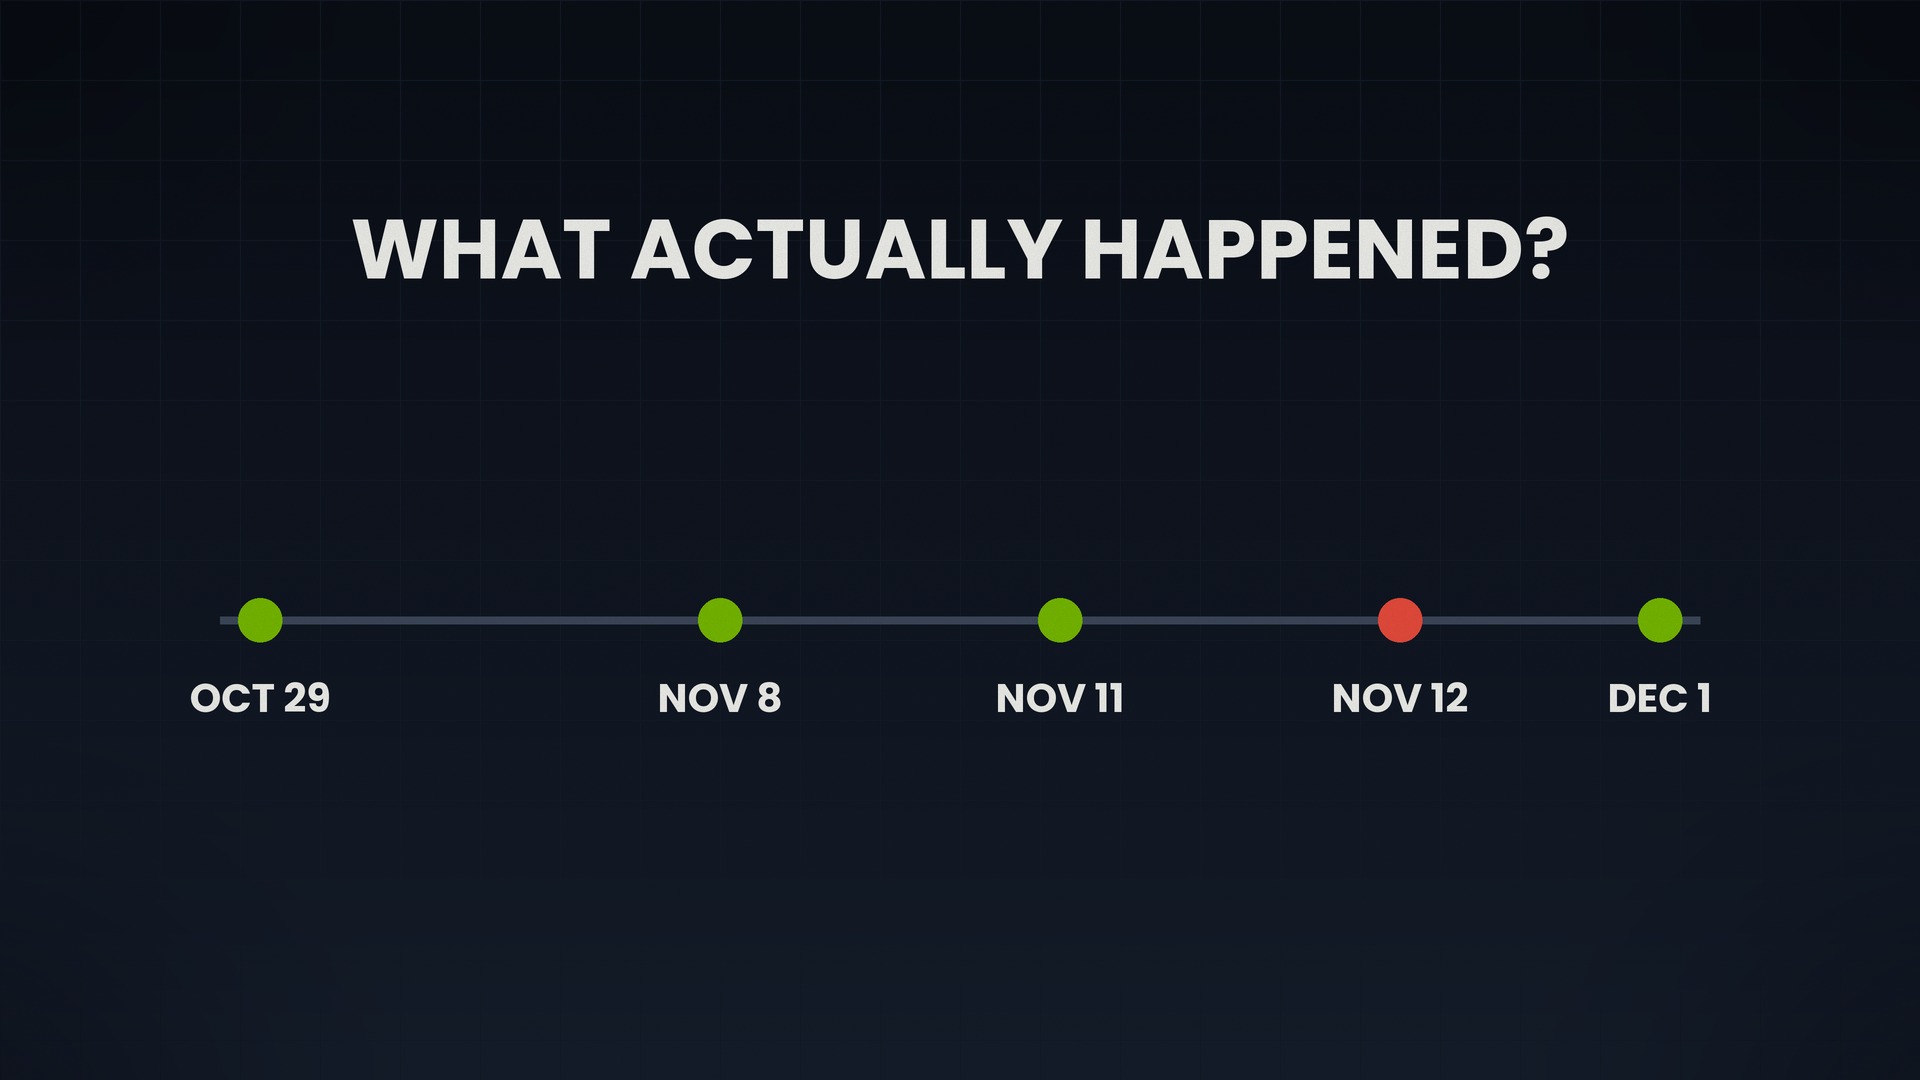 WHAT ACTUALLY HAPPENED?
OCT 29
NOV 8
NOV 11
NOV 12
DEC 1